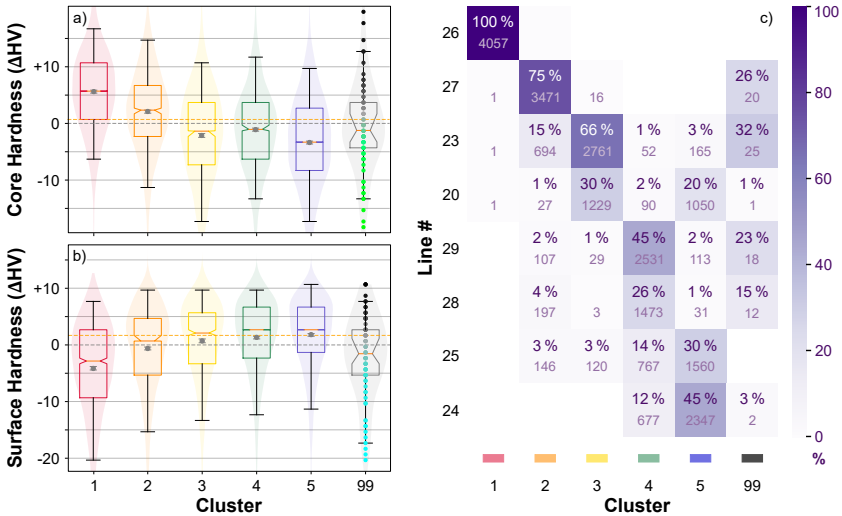 a)
Core Hardness (ΔHV)
+10
0
-10
b)
Surface Hardness (ΔHV)
+10
0
-10
-20
1 2 3 4 5 99
Cluster
c)
Line #
26 100 %
4057
27 75 % 26 %
1 3471 16 20
23 15 % 66 % 1 % 3 % 32 %
1 694 2761 52 165 25
20 1 % 30 % 2 % 20 % 1 %
1 27 1229 90 1050 1
29 2 % 1 % 45 % 2 % 23 %
107 29 2531 113 18
28 4 % 26 % 1 % 15 %
197 3 1473 31 12
25 3 % 3 % 14 % 30 %
146 120 767 1560
24 12 % 45 % 3 %
677 2347 2
1 2 3 4 5 99
Cluster
100
80
60
40
20
0
%